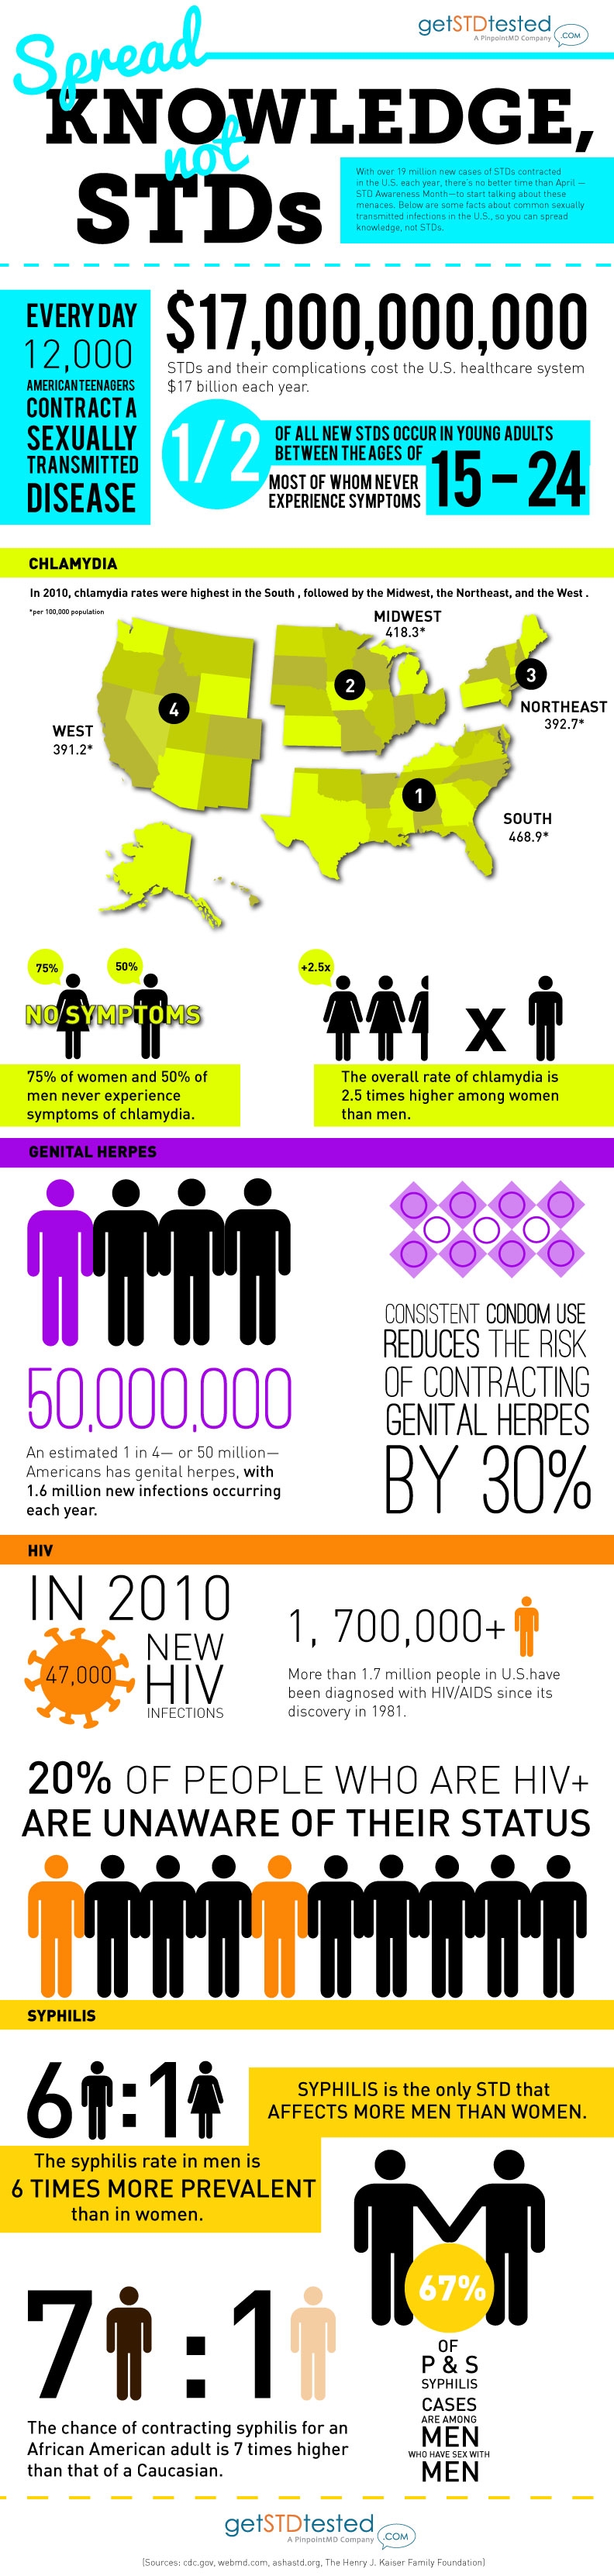 getSTDtested
A PinpointMD Company
.COM
Spread
KNOWLEDGE,
not
STDs
With over 19 million new cases of STDs contracted
in the U.S. each year, there's no better time than April —
STD Awareness Month—to start talking about these
menaces. Below are some facts about common sexually
transmitted infections in the U.S., so you can spread
knowledge, not STDs.
EVERY DAY
12,000
AMERICAN TEENAGERS
CONTRACT A
SEXUALLY
TRANSMITTED
DISEASE
$17,000,000,000
STDs and their complications cost the U.S. healthcare system
$17 billion each year.
1/2
OF ALL NEW STDS OCCUR IN YOUNG ADULTS
BETWEEN THE AGES OF
15 - 24
MOST OF WHOM NEVER
EXPERIENCE SYMPTOMS
CHLAMYDIA
In 2010, chlamydia rates were highest in the South , followed by the Midwest, the Northeast, and the West .
*per 100,000 population
MIDWEST
418.3*
2
3
NORTHEAST
392.7*
4
WEST
391.2*
1
SOUTH
468.9*
75%
50%
NO SYMPTOMS
+2.5x
X
75% of women and 50% of
men never experience
symptoms of chlamydia.
The overall rate of chlamydia is
2.5 times higher among women
than men.
GENITAL HERPES
50,000,000
An estimated 1 in 4— or 50 million—
Americans has genital herpes, with
1.6 million new infections occurring
each year.
CONSISTENT CONDOM USE
REDUCES THE RISK
OF CONTRACTING
GENITAL HERPES
BY 30%
HIV
IN 2010
47,000
NEW
HIV
INFECTIONS
1, 700,000+
More than 1.7 million people in U.S.have
been diagnosed with HIV/AIDS since its
discovery in 1981.
20% OF PEOPLE WHO ARE HIV+
ARE UNAWARE OF THEIR STATUS
SYPHILIS
6:1
SYPHILIS is the only STD that
AFFECTS MORE MEN THAN WOMEN.
The syphilis rate in men is
6 TIMES MORE PREVALENT
than in women.
67%
OF
P & S
SYPHILIS
CASES
ARE AMONG
MEN
WHO HAVE SEX WITH
MEN
7:1
The chance of contracting syphilis for an
African American adult is 7 times higher
than that of a Caucasian.
getSTDtested
A PinpointMD Company
.COM
(Sources: cdc.gov, webmd.com, ashastd.org, The Henry J. Kaiser Family Foundation)